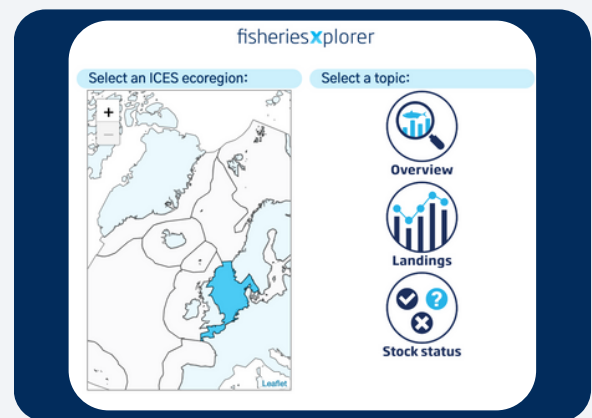 fisheriesXplorer
Select an ICES ecoregion:
Select a topic:
+
−
Overview
Landings
?
Stock status
Leaflet